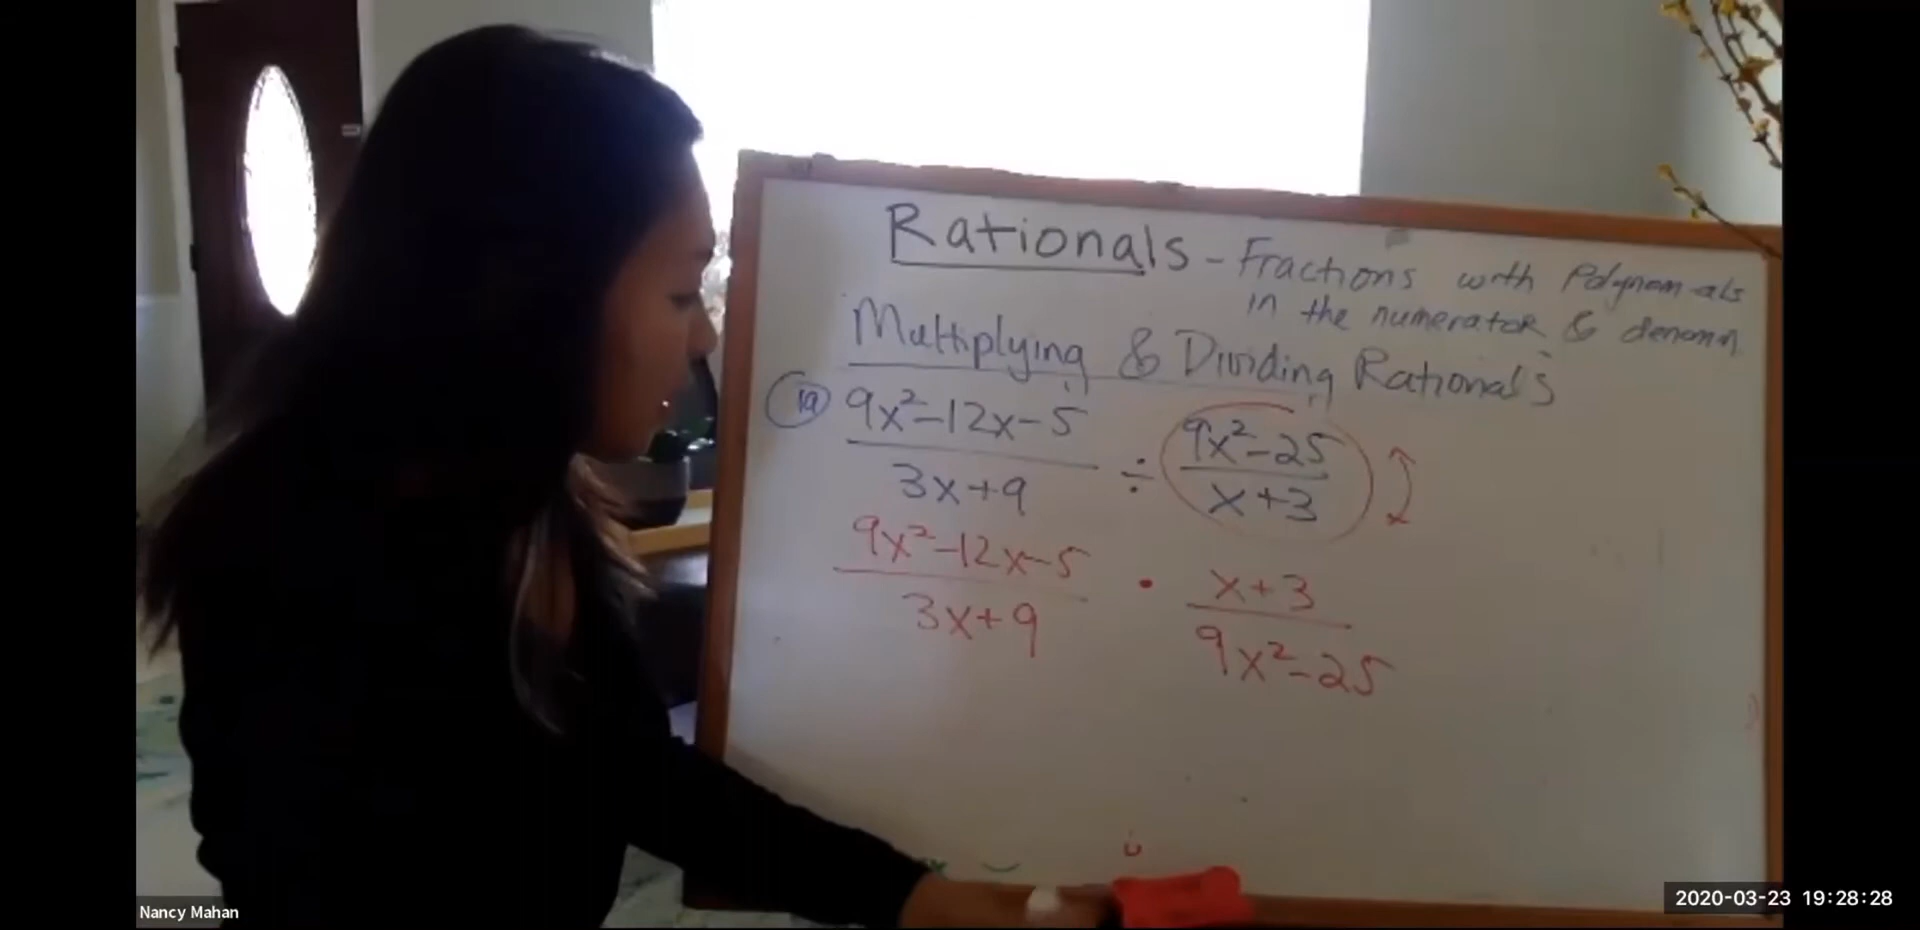 Rationals - Fractions with Polynomials
in the numerator & denom
Multiplying & Dividing Rationals
19 9x²-12x-5 / 3x+9 ÷ 9x²-25 / x+3
9x²-12x-5 / 3x+9 · x+3 / 9x²-25
Nancy Mahan
2020-03-23 19:28:28